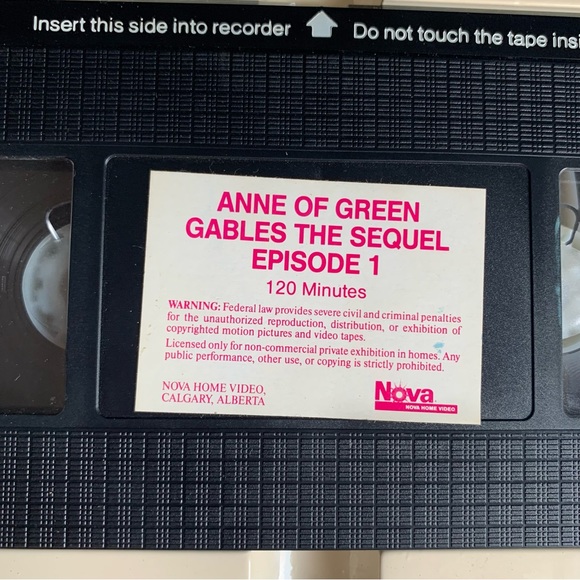 Insert this side into recorder Do not touch the tape insi
ANNE OF GREEN
GABLES THE SEQUEL
EPISODE 1
120 Minutes
WARNING: Federal law provides severe civil and criminal penalties
for the unauthorized reproduction, distribution, or exhibition of
copyrighted motion pictures and video tapes.
Licensed only for non-commercial private exhibition in homes. Any
public performance, other use, or copying is strictly prohibited.
NOVA HOME VIDEO,
CALGARY, ALBERTA
Nova
NOVA HOME VIDEO